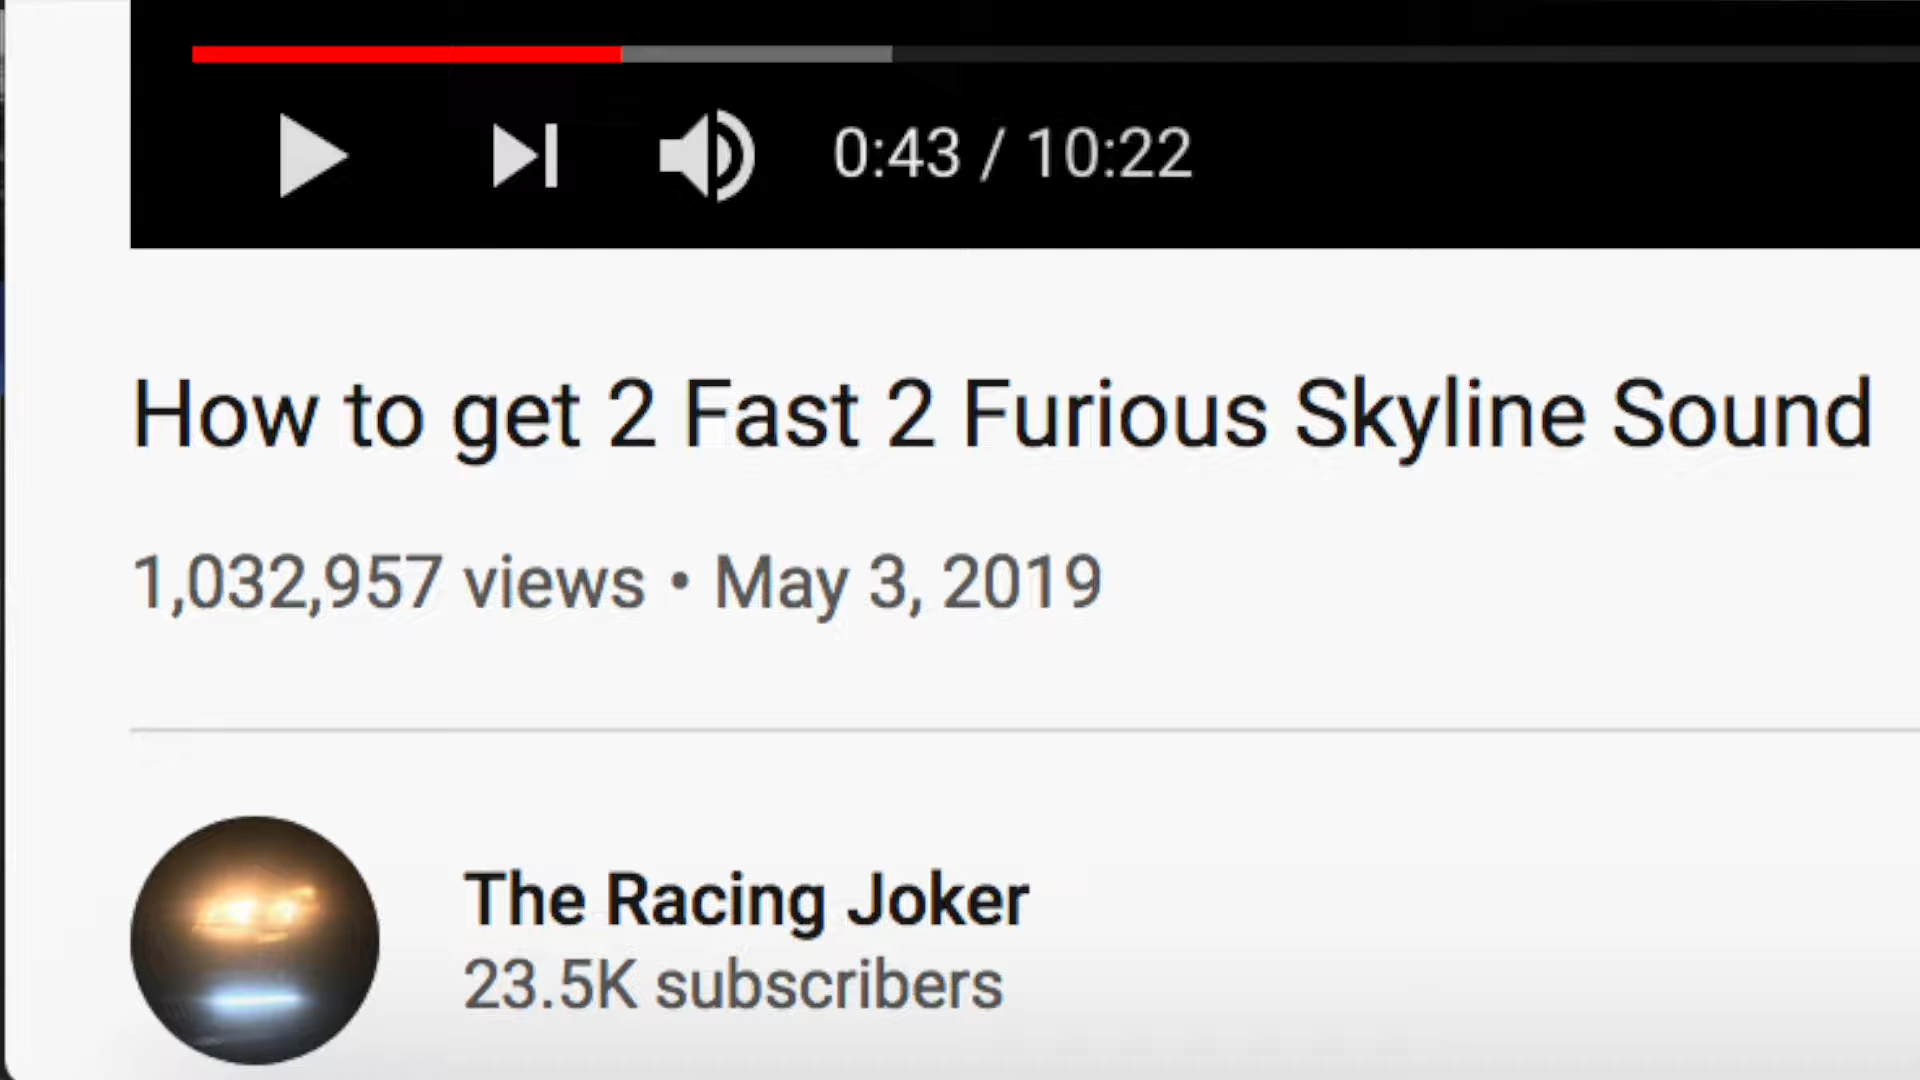 0:43 / 10:22
How to get 2 Fast 2 Furious Skyline Sound
1,032,957 views • May 3, 2019
The Racing Joker
23.5K subscribers